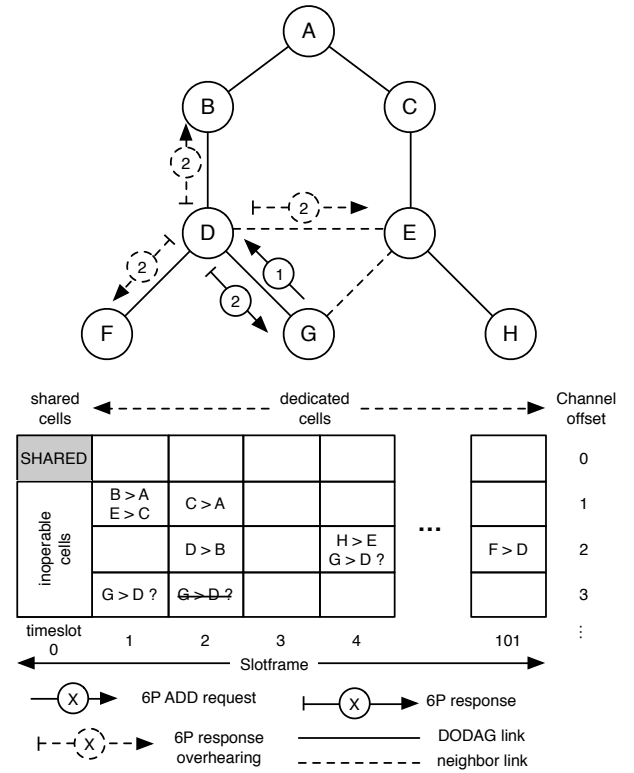 A
B
C
2
2
D
E
2
1
2
F
G
H
shared cells
dedicated cells
Channel offset
SHARED
0
B > A
E > C
C > A
1
inoperable cells
D > B
H > E
G > D ?
...
F > D
2
G > D ?
G > D ?
3
timeslot
0
1
2
3
4
101
⋮
Slotframe
X
6P ADD request
X
6P response
X
6P response overhearing
DODAG link
neighbor link